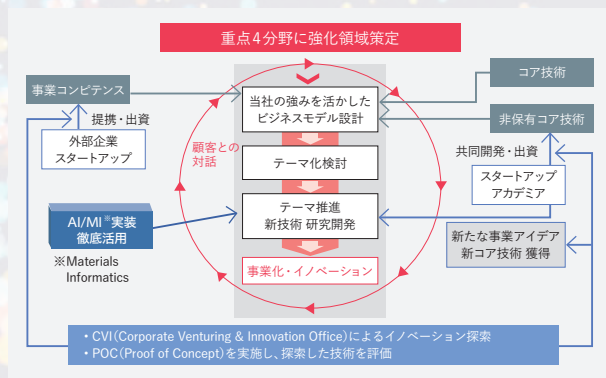 重点4分野に強化領域策定
事業コンピテンス
提携・出資
外部企業
スタートアップ
顧客との
対話
当社の強みを活かした
ビジネスモデル設計
テーマ化検討
テーマ推進
新技術 研究開発
事業化・イノベーション
コア技術
非保有コア技術
共同開発・出資
スタートアップ
アカデミア
新たな事業アイデア
新コア技術 獲得
AI/MI※実装
徹底活用
※Materials
Informatics
・CVI（Corporate Venturing & Innovation Office）によるイノベーション探索
・POC（Proof of Concept）を実施し、探索した技術を評価